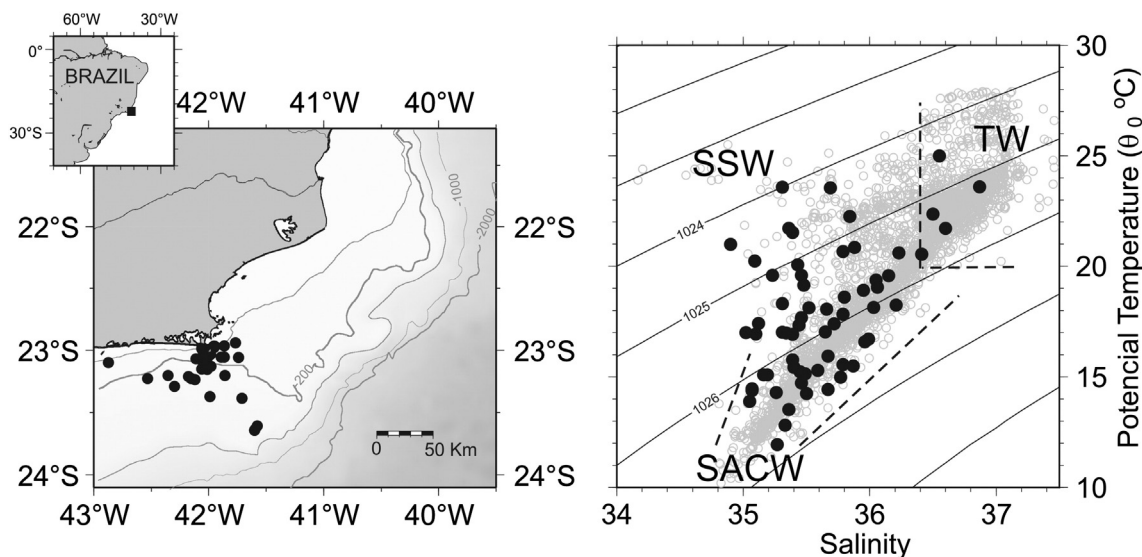 60°W 30°W
0°
BRAZIL
30°S
42°W 41°W 40°W
-1000
-2000
22°S 22°S
23°S 23°S
-200
0 50 Km
24°S 24°S
43°W 42°W 41°W 40°W
30
TW
SSW
25
1024
20
1025
15
1026
SACW
10
34 35 36 37
Salinity
Potencial Temperature (θ₀ ºC)